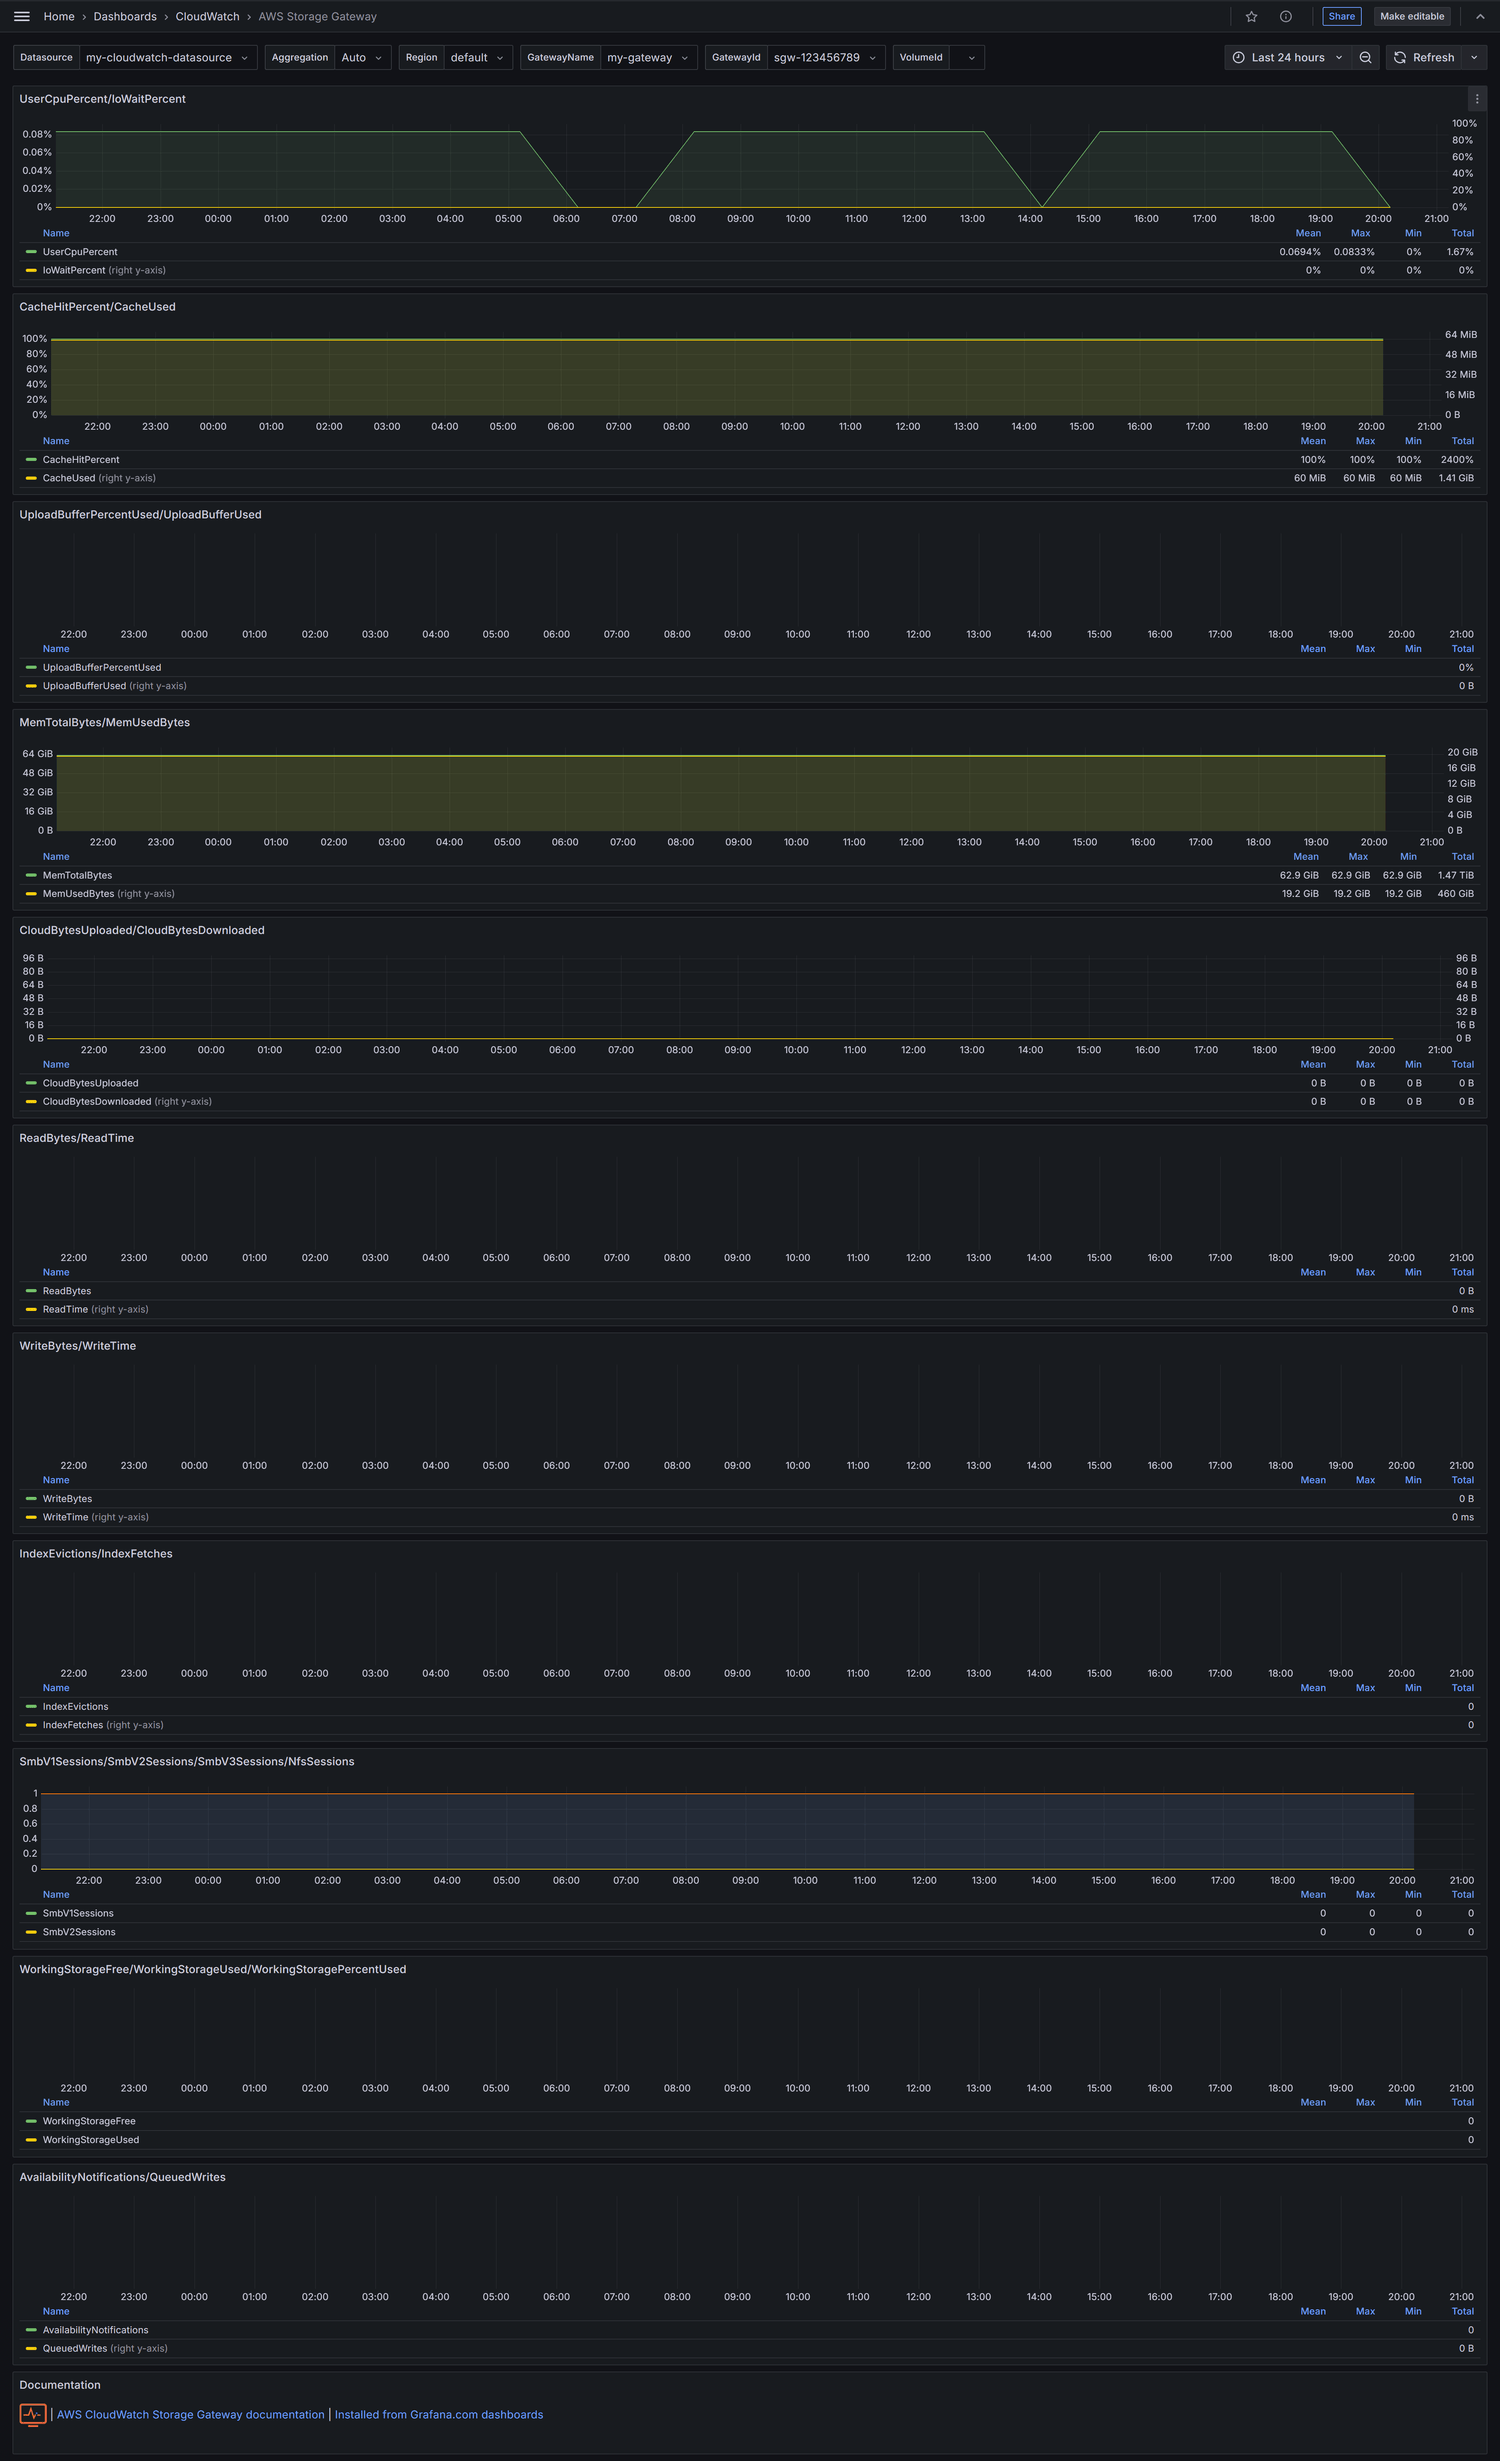 Home › Dashboards › CloudWatch › AWS Storage Gateway Share Make editable
Datasource my-cloudwatch-datasource Aggregation Auto Region default GatewayName my-gateway GatewayId sgw-123456789 VolumeId Last 24 hours Refresh
UserCpuPercent/IoWaitPercent
100%
0.08% 80%
0.06% 60%
0.04% 40%
0.02% 20%
0% 0%
22:00 23:00 00:00 01:00 02:00 03:00 04:00 05:00 06:00 07:00 08:00 09:00 10:00 11:00 12:00 13:00 14:00 15:00 16:00 17:00 18:00 19:00 20:00 21:00
Name Mean Max Min Total
UserCpuPercent 0.0694% 0.0833% 0% 1.67%
IoWaitPercent (right y-axis) 0% 0% 0% 0%
CacheHitPercent/CacheUsed
100% 64 MiB
80% 48 MiB
60%
40% 32 MiB
20% 16 MiB
0% 0 B
22:00 23:00 00:00 01:00 02:00 03:00 04:00 05:00 06:00 07:00 08:00 09:00 10:00 11:00 12:00 13:00 14:00 15:00 16:00 17:00 18:00 19:00 20:00 21:00
Name Mean Max Min Total
CacheHitPercent 100% 100% 100% 2400%
CacheUsed (right y-axis) 60 MiB 60 MiB 60 MiB 1.41 GiB
UploadBufferPercentUsed/UploadBufferUsed
22:00 23:00 00:00 01:00 02:00 03:00 04:00 05:00 06:00 07:00 08:00 09:00 10:00 11:00 12:00 13:00 14:00 15:00 16:00 17:00 18:00 19:00 20:00 21:00
Name Mean Max Min Total
UploadBufferPercentUsed 0%
UploadBufferUsed (right y-axis) 0 B
MemTotalBytes/MemUsedBytes
64 GiB 20 GiB
48 GiB 16 GiB
32 GiB 12 GiB
16 GiB 8 GiB
4 GiB
0 B 0 B
22:00 23:00 00:00 01:00 02:00 03:00 04:00 05:00 06:00 07:00 08:00 09:00 10:00 11:00 12:00 13:00 14:00 15:00 16:00 17:00 18:00 19:00 20:00 21:00
Name Mean Max Min Total
MemTotalBytes 62.9 GiB 62.9 GiB 62.9 GiB 1.47 TiB
MemUsedBytes (right y-axis) 19.2 GiB 19.2 GiB 19.2 GiB 460 GiB
CloudBytesUploaded/CloudBytesDownloaded
96 B 96 B
80 B 80 B
64 B 64 B
48 B 48 B
32 B 32 B
16 B 16 B
0 B 0 B
22:00 23:00 00:00 01:00 02:00 03:00 04:00 05:00 06:00 07:00 08:00 09:00 10:00 11:00 12:00 13:00 14:00 15:00 16:00 17:00 18:00 19:00 20:00 21:00
Name Mean Max Min Total
CloudBytesUploaded 0 B 0 B 0 B 0 B
CloudBytesDownloaded (right y-axis) 0 B 0 B 0 B 0 B
ReadBytes/ReadTime
22:00 23:00 00:00 01:00 02:00 03:00 04:00 05:00 06:00 07:00 08:00 09:00 10:00 11:00 12:00 13:00 14:00 15:00 16:00 17:00 18:00 19:00 20:00 21:00
Name Mean Max Min Total
ReadBytes 0 B
ReadTime (right y-axis) 0 ms
WriteBytes/WriteTime
22:00 23:00 00:00 01:00 02:00 03:00 04:00 05:00 06:00 07:00 08:00 09:00 10:00 11:00 12:00 13:00 14:00 15:00 16:00 17:00 18:00 19:00 20:00 21:00
Name Mean Max Min Total
WriteBytes 0 B
WriteTime (right y-axis) 0 ms
IndexEvictions/IndexFetches
22:00 23:00 00:00 01:00 02:00 03:00 04:00 05:00 06:00 07:00 08:00 09:00 10:00 11:00 12:00 13:00 14:00 15:00 16:00 17:00 18:00 19:00 20:00 21:00
Name Mean Max Min Total
IndexEvictions 0
IndexFetches (right y-axis) 0
SmbV1Sessions/SmbV2Sessions/SmbV3Sessions/NfsSessions
1
0.8
0.6
0.4
0.2
0
22:00 23:00 00:00 01:00 02:00 03:00 04:00 05:00 06:00 07:00 08:00 09:00 10:00 11:00 12:00 13:00 14:00 15:00 16:00 17:00 18:00 19:00 20:00 21:00
Name Mean Max Min Total
SmbV1Sessions 0 0 0 0
SmbV2Sessions 0 0 0 0
WorkingStorageFree/WorkingStorageUsed/WorkingStoragePercentUsed
22:00 23:00 00:00 01:00 02:00 03:00 04:00 05:00 06:00 07:00 08:00 09:00 10:00 11:00 12:00 13:00 14:00 15:00 16:00 17:00 18:00 19:00 20:00 21:00
Name Mean Max Min Total
WorkingStorageFree 0
WorkingStorageUsed 0
AvailabilityNotifications/QueuedWrites
22:00 23:00 00:00 01:00 02:00 03:00 04:00 05:00 06:00 07:00 08:00 09:00 10:00 11:00 12:00 13:00 14:00 15:00 16:00 17:00 18:00 19:00 20:00 21:00
Name Mean Max Min Total
AvailabilityNotifications 0
QueuedWrites (right y-axis) 0 B
Documentation
| AWS CloudWatch Storage Gateway documentation | Installed from Grafana.com dashboards